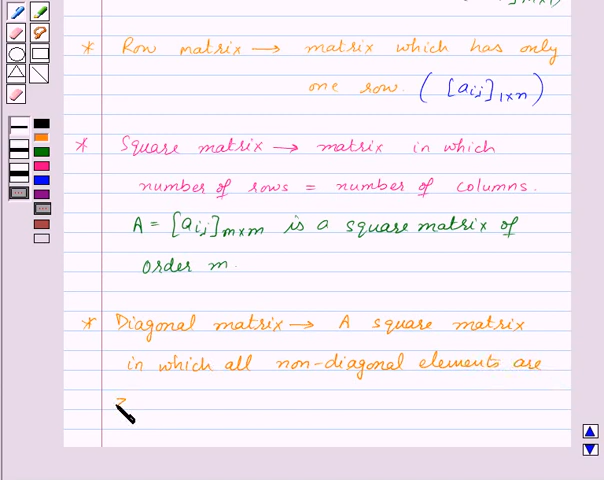 * Row matrix → matrix which has only
one row. ([aij]1×n)
* Square matrix → matrix in which
number of rows = number of columns.
A = [aij]m×m is a square matrix of
order m.
* Diagonal matrix → A square matrix
in which all non-diagonal elements are